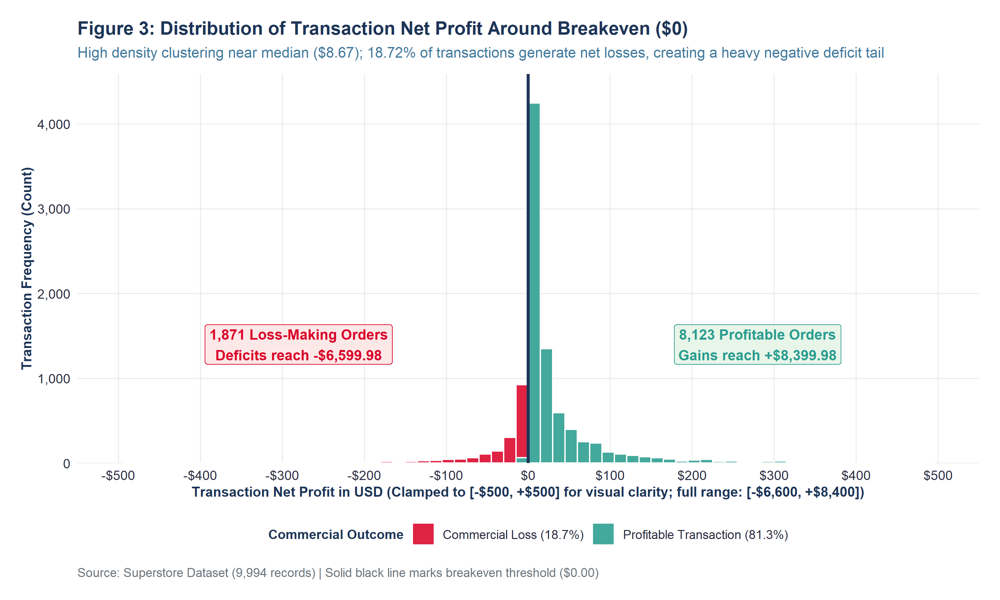 Figure 3: Distribution of Transaction Net Profit Around Breakeven ($0)
High density clustering near median ($8.67); 18.72% of transactions generate net losses, creating a heavy negative deficit tail
Transaction Frequency (Count)
4,000
3,000
2,000
1,000
0
1,871 Loss-Making Orders
Deficits reach -$6,599.98
8,123 Profitable Orders
Gains reach +$8,399.98
-$500 -$400 -$300 -$200 -$100 $0 $100 $200 $300 $400 $500
Transaction Net Profit in USD (Clamped to [-$500, +$500] for visual clarity; full range: [-$6,600, +$8,400])
Commercial Outcome Commercial Loss (18.7%) Profitable Transaction (81.3%)
Source: Superstore Dataset (9,994 records) | Solid black line marks breakeven threshold ($0.00)